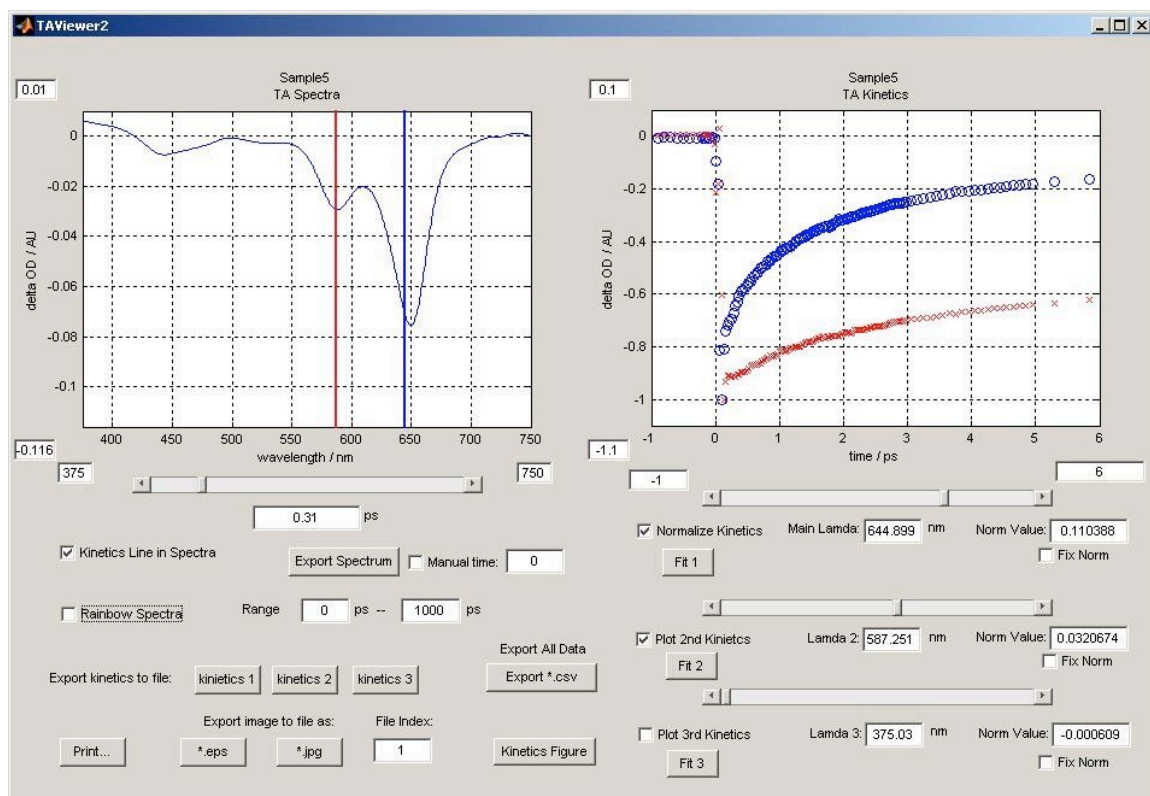 TAViewer2
Sample5
TA Spectra
0.01
0
-0.02
-0.04
-0.06
-0.08
-0.1
delta OD / AU
400 450 500 550 600 650 700 750
wavelength / nm
-0.116
375
750
0.31 ps
Sample5
TA Kinetics
0.1
0
-0.2
-0.4
-0.6
-0.8
-1
delta OD / AU
-1 0 1 2 3 4 5 6
time / ps
-1.1
-1
6
Kinetics Line in Spectra
Export Spectrum Manual time: 0
Rainbow Spectra Range 0 ps -- 1000 ps
Export All Data
Export kinetics to file: kinietics 1 kinetics 2 kinetics 3 Export *.csv
Export image to file as: File Index:
Print... *.eps *.jpg 1 Kinetics Figure
Normalize Kinetics Main Lamda: 644.899 nm Norm Value: 0.110388
Fit 1 Fix Norm
Plot 2nd Kinietcs Lamda 2: 587.251 nm Norm Value: 0.0320674
Fit 2 Fix Norm
Plot 3rd Kinetics Lamda 3: 375.03 nm Norm Value: -0.000609
Fit 3 Fix Norm